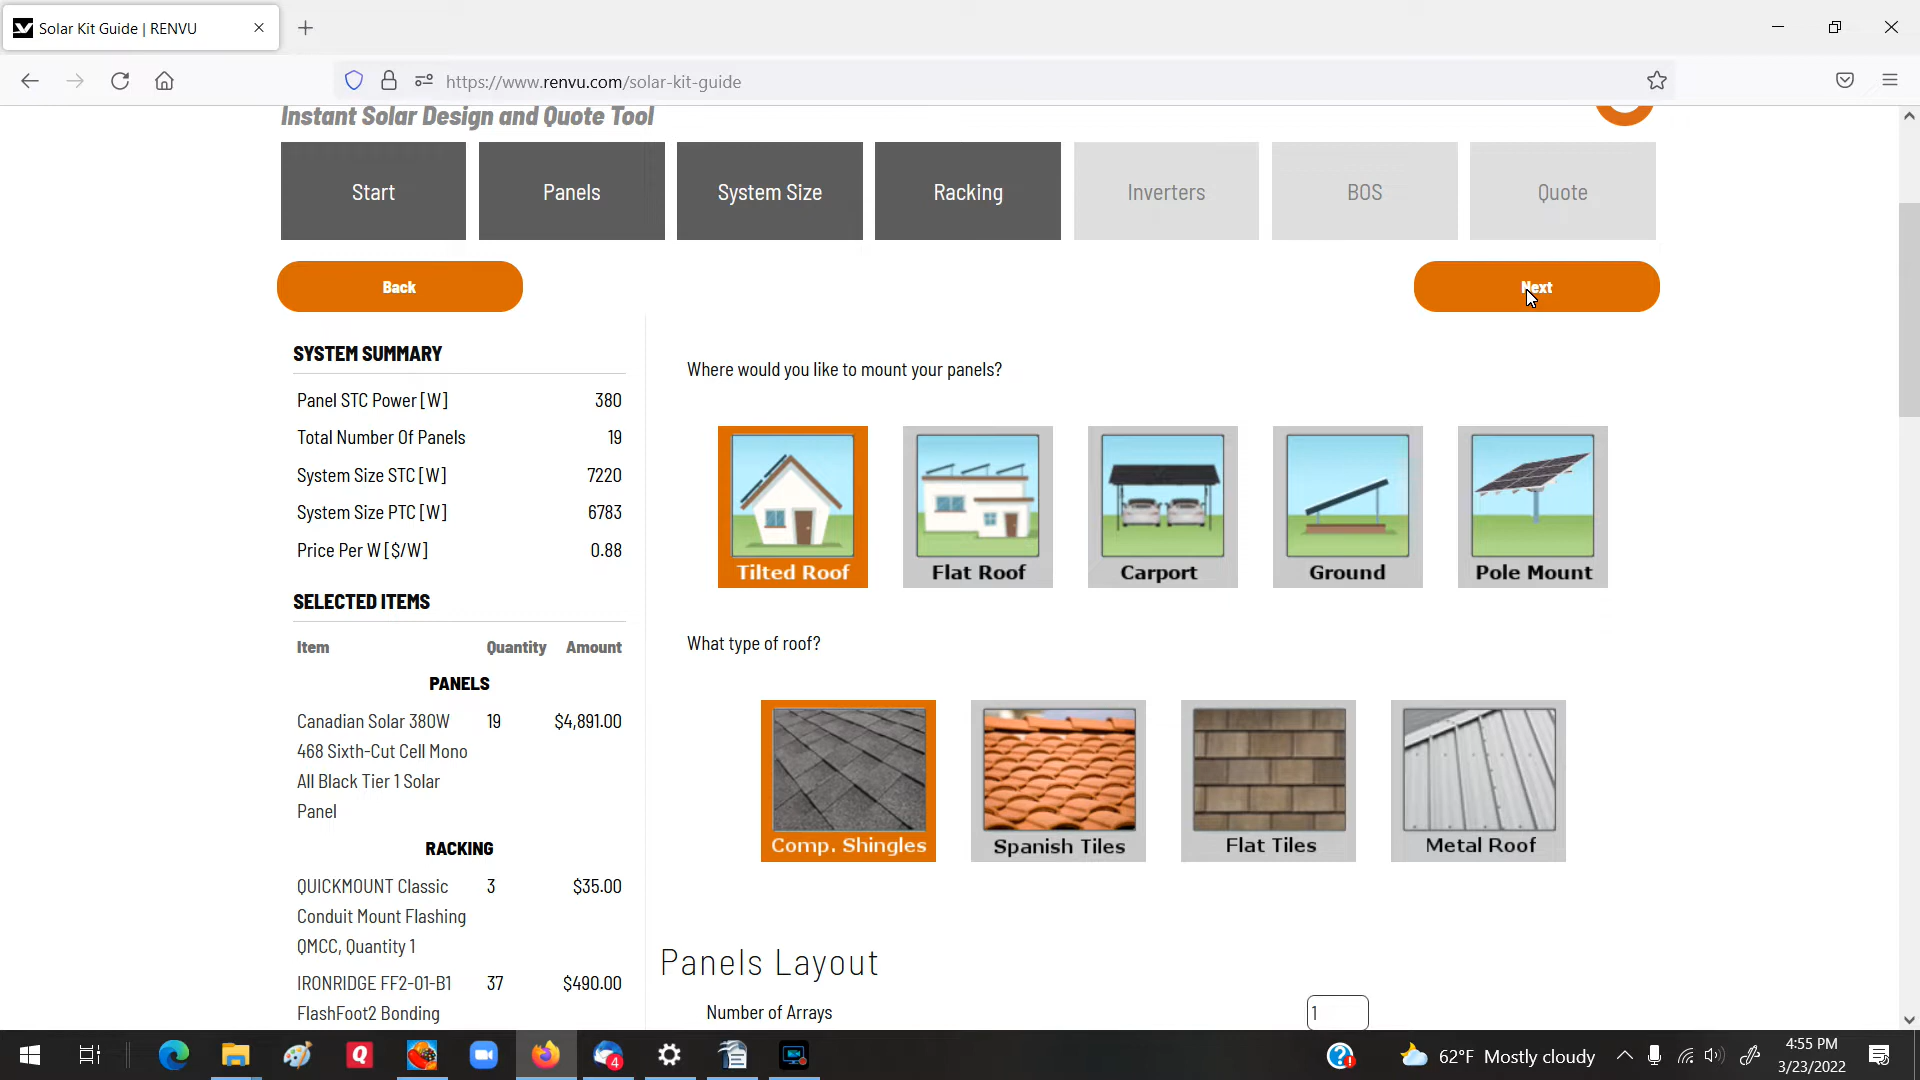 Solar Kit Guide | RENVU
https://www.renvu.com/solar-kit-guide
Instant Solar Design and Quote Tool
Start
Panels
System Size
Racking
Inverters
BOS
Quote
Back
Next
SYSTEM SUMMARY
Panel STC Power [W] 380
Total Number Of Panels 19
System Size STC [W] 7220
System Size PTC [W] 6783
Price Per W [$/W] 0.88
SELECTED ITEMS
Item Quantity Amount
PANELS
Canadian Solar 380W 19 $4,891.00
468 Sixth-Cut Cell Mono
All Black Tier 1 Solar
Panel
RACKING
QUICKMOUNT Classic 3 $35.00
Conduit Mount Flashing
QMCC, Quantity 1
IRONRIDGE FF2-01-B1 37 $490.00
FlashFoot2 Bonding
Where would you like to mount your panels?
Tilted Roof
Flat Roof
Carport
Ground
Pole Mount
What type of roof?
Comp. Shingles
Spanish Tiles
Flat Tiles
Metal Roof
Panels Layout
Number of Arrays 1
Q
4
62°F Mostly cloudy
4:55 PM
3/23/2022